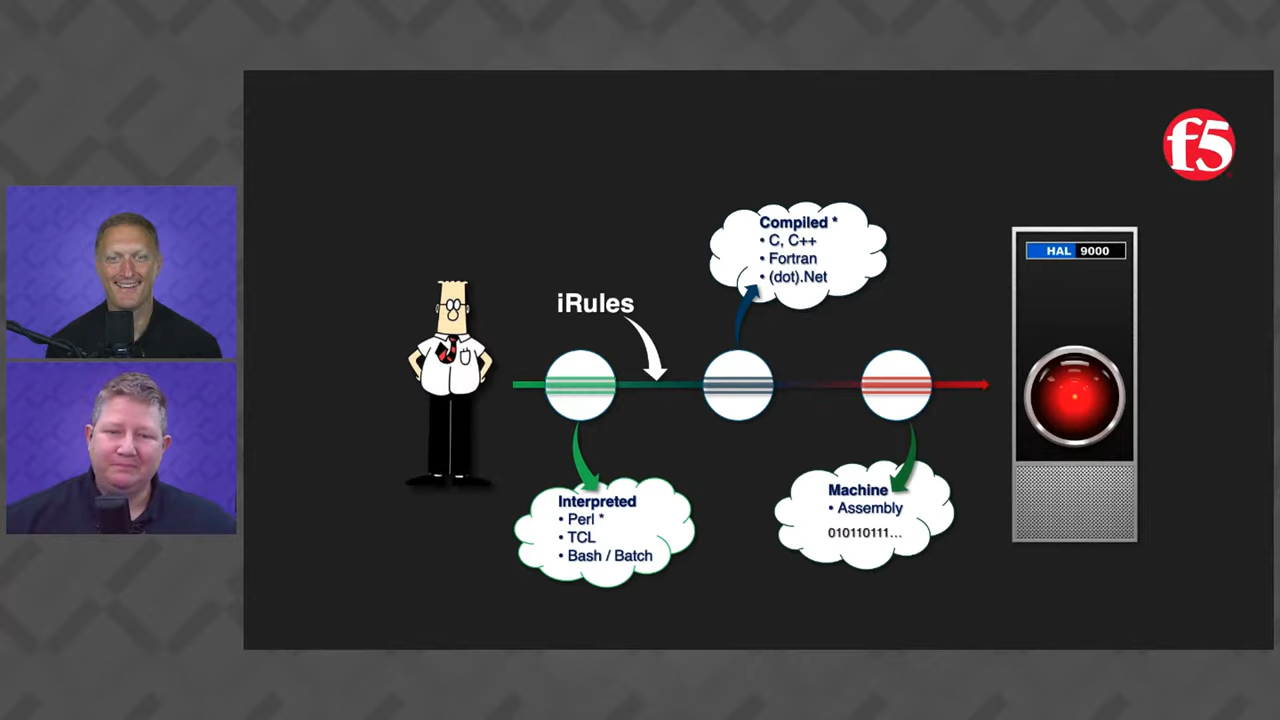 f5
Compiled *
• C, C++
• Fortran
• (dot).Net
HAL 9000
iRules
Interpreted
• Perl *
• TCL
• Bash / Batch
Machine
• Assembly
010110111...